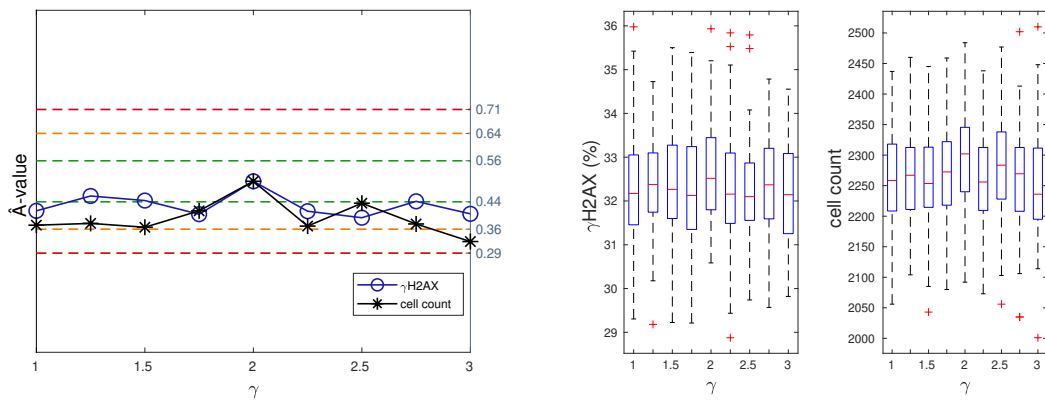 Â-value
0.71
0.64
0.56
0.44
0.36
0.29
γH2AX
cell count
1 1.5 2 2.5 3
γ
γH2AX (%)
36
35
34
33
32
31
30
29
1 1.5 2 2.5 3
γ
cell count
2500
2450
2400
2350
2300
2250
2200
2150
2100
2050
2000
1 1.5 2 2.5 3
γ